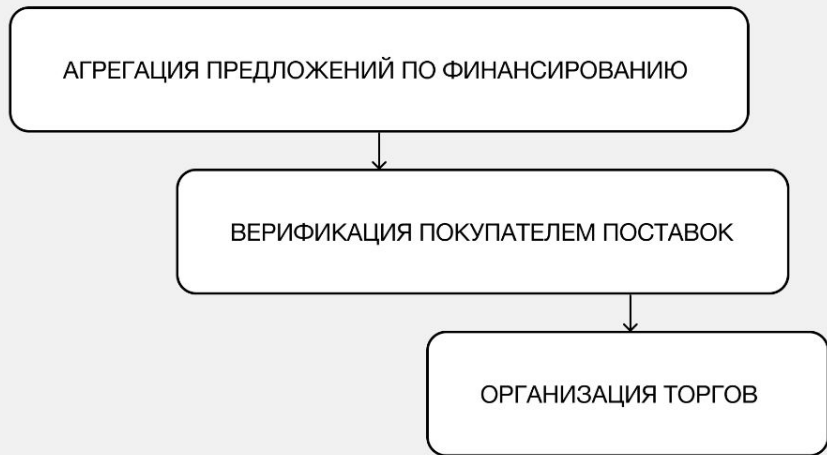 АГРЕГАЦИЯ ПРЕДЛОЖЕНИЙ ПО ФИНАНСИРОВАНИЮ
ВЕРИФИКАЦИЯ ПОКУПАТЕЛЕМ ПОСТАВОК
ОРГАНИЗАЦИЯ ТОРГОВ